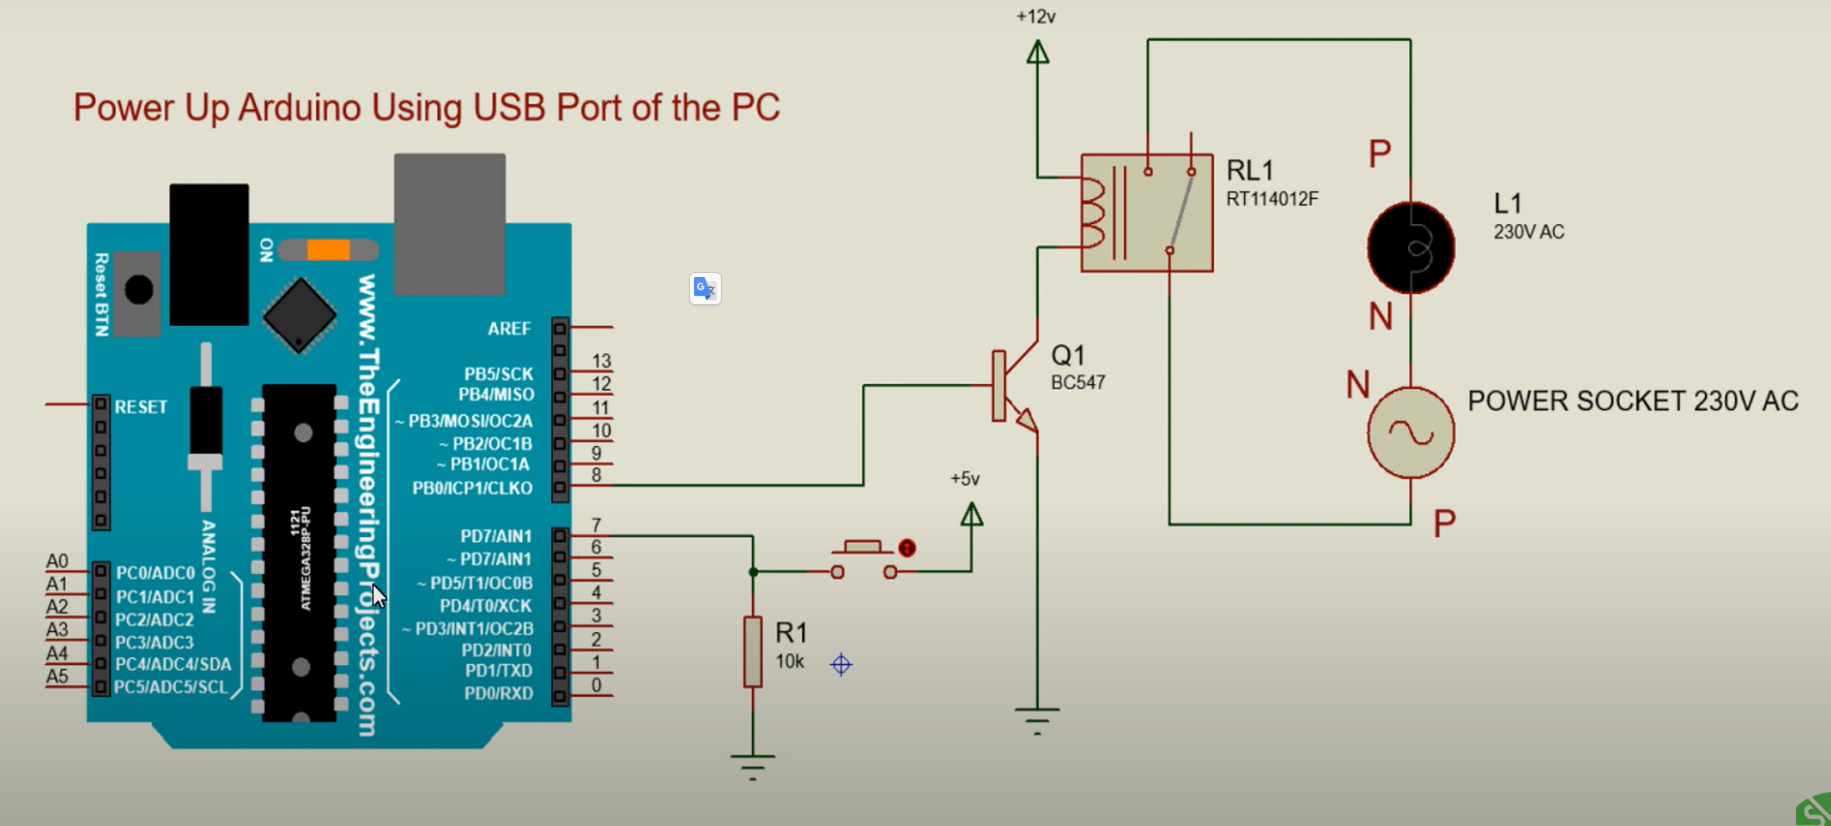 +12v
Power Up Arduino Using USB Port of the PC
P
RL1
RT114012F
L1
230V AC
ON
Reset BTN
www.TheEngineeringProjects.com
N
AREF
13
PB5/SCK
12
PB4/MISO
11
~ PB3/MOSI/OC2A
10
~ PB2/OC1B
9
~ PB1/OC1A
8
PB0/ICP1/CLKO
RESET
Q1
BC547
N
POWER SOCKET 230V AC
P
+5v
7
PD7/AIN1
6
~ PD7/AIN1
5
~ PD5/T1/OC0B
4
PD4/T0/XCK
3
~ PD3/INT1/OC2B
2
PD2/INT0
1
PD1/TXD
0
PD0/RXD
1121
ATMEGA328P-PU
ANALOG IN
A0
PC0/ADC0
A1
PC1/ADC1
A2
PC2/ADC2
A3
PC3/ADC3
A4
PC4/ADC4/SDA
A5
PC5/ADC5/SCL
R1
10k
G